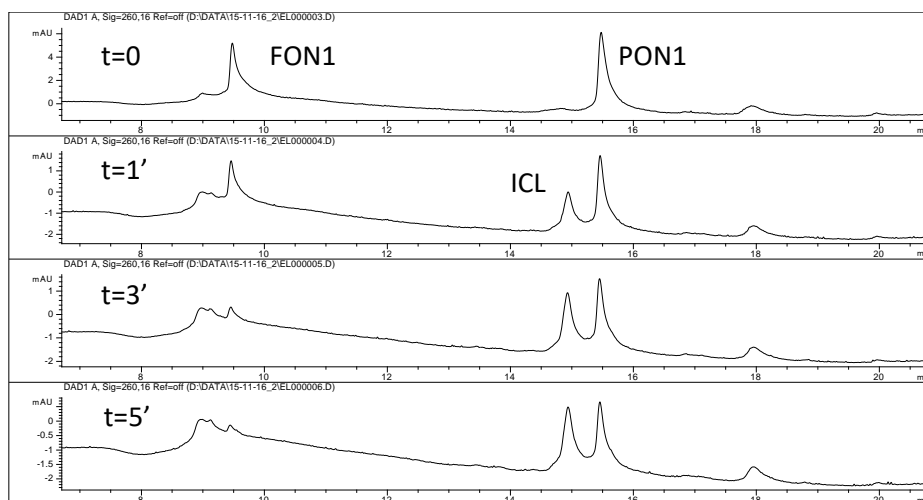 DAD1 A, Sig=260,16 Ref=off (D:\DATA\15-11-16_2\EL000003.D)
mAU
t=0
FON1
PON1
4
2
0
8 10 12 14 16 18 20 m
DAD1 A, Sig=260,16 Ref=off (D:\DATA\15-11-16_2\EL000004.D)
mAU
t=1’
ICL
1
0
-1
-2
8 10 12 14 16 18 20 m
DAD1 A, Sig=260,16 Ref=off (D:\DATA\15-11-16_2\EL000005.D)
mAU
t=3’
1
0
-1
-2
8 10 12 14 16 18 20 m
DAD1 A, Sig=260,16 Ref=off (D:\DATA\15-11-16_2\EL000006.D)
mAU
t=5’
0
-0.5
-1
-1.5
-2
8 10 12 14 16 18 20 m